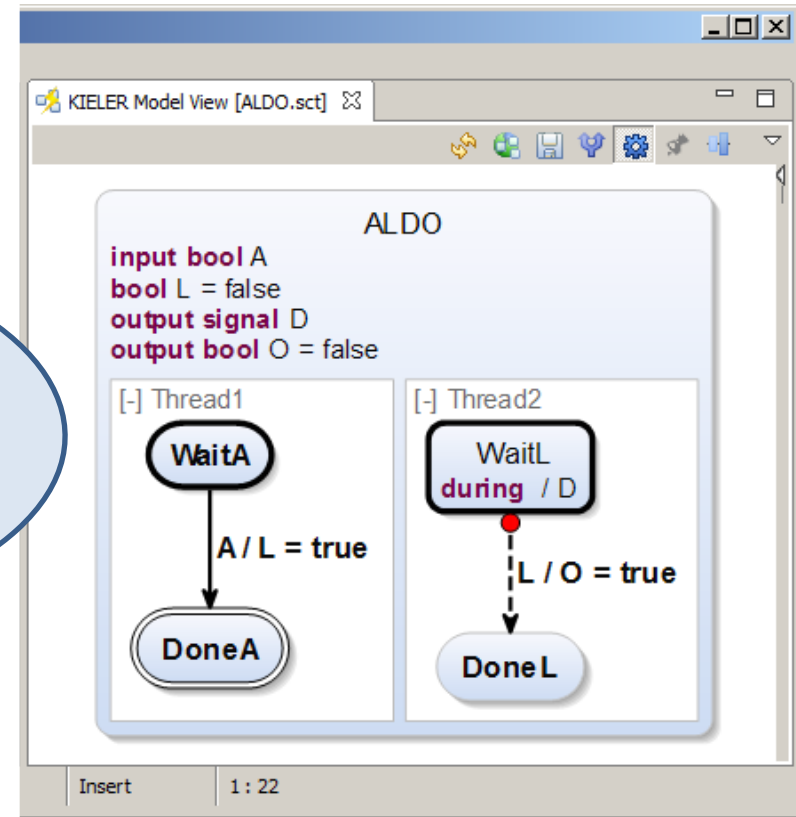 KIELER Model View [ALDO.sct]
ALDO
input bool A
bool L = false
output signal D
output bool O = false
[-] Thread1
WaitA
A / L = true
DoneA
[-] Thread2
WaitL
during / D
L / O = true
DoneL
Insert
1 : 22